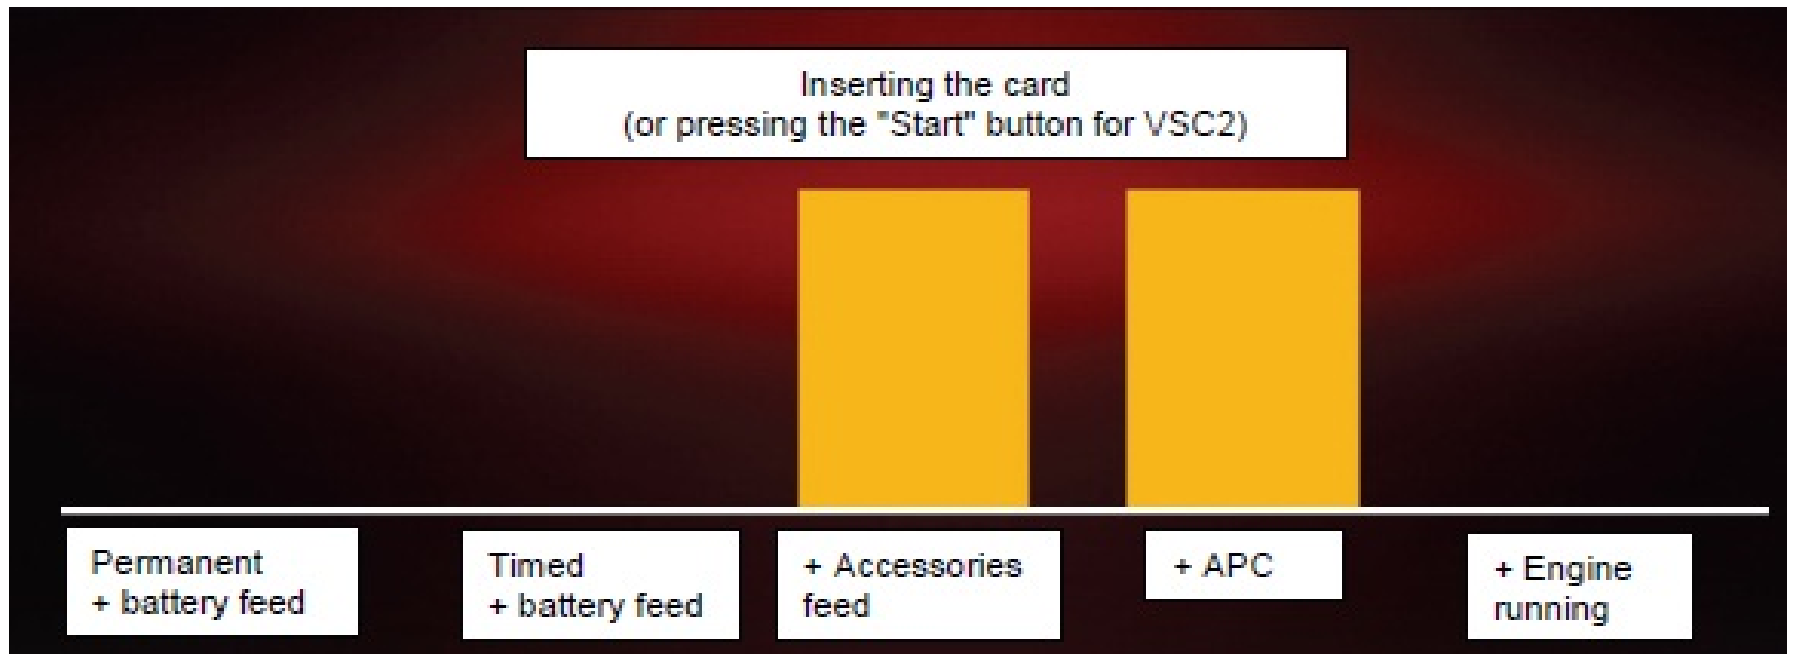 Inserting the card
(or pressing the "Start" button for VSC2)
Permanent
+ battery feed
Timed
+ battery feed
+ Accessories
feed
+ APC
+ Engine
running